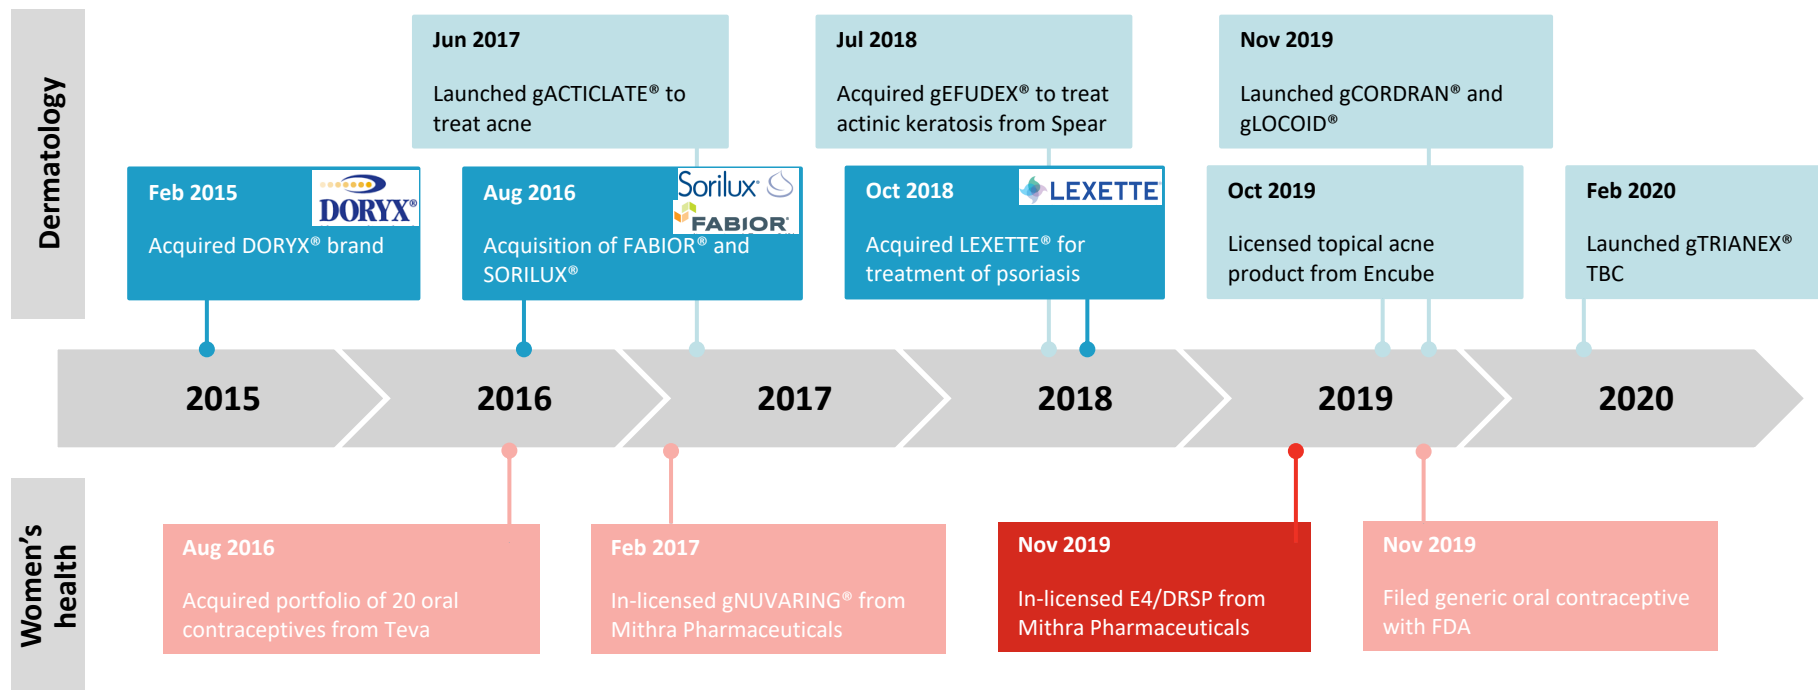 Dermatology
Jun 2017
Launched gACTICLATE® to
treat acne
Jul 2018
Acquired gEFUDEX® to treat
actinic keratosis from Spear
Nov 2019
Launched gCORDRAN® and
gLOCOID®
Feb 2015
DORYX®
Acquired DORYX® brand
Aug 2016
Sorilux®
FABIOR®
Acquisition of FABIOR® and
SORILUX®
Oct 2018
LEXETTE
Acquired LEXETTE® for
treatment of psoriasis
Oct 2019
Licensed topical acne
product from Encube
Feb 2020
Launched gTRIANEX®
TBC
2015
2016
2017
2018
2019
2020
Women's
health
Aug 2016
Acquired portfolio of 20 oral
contraceptives from Teva
Feb 2017
In-licensed gNUVARING® from
Mithra Pharmaceuticals
Nov 2019
In-licensed E4/DRSP from
Mithra Pharmaceuticals
Nov 2019
Filed generic oral contraceptive
with FDA